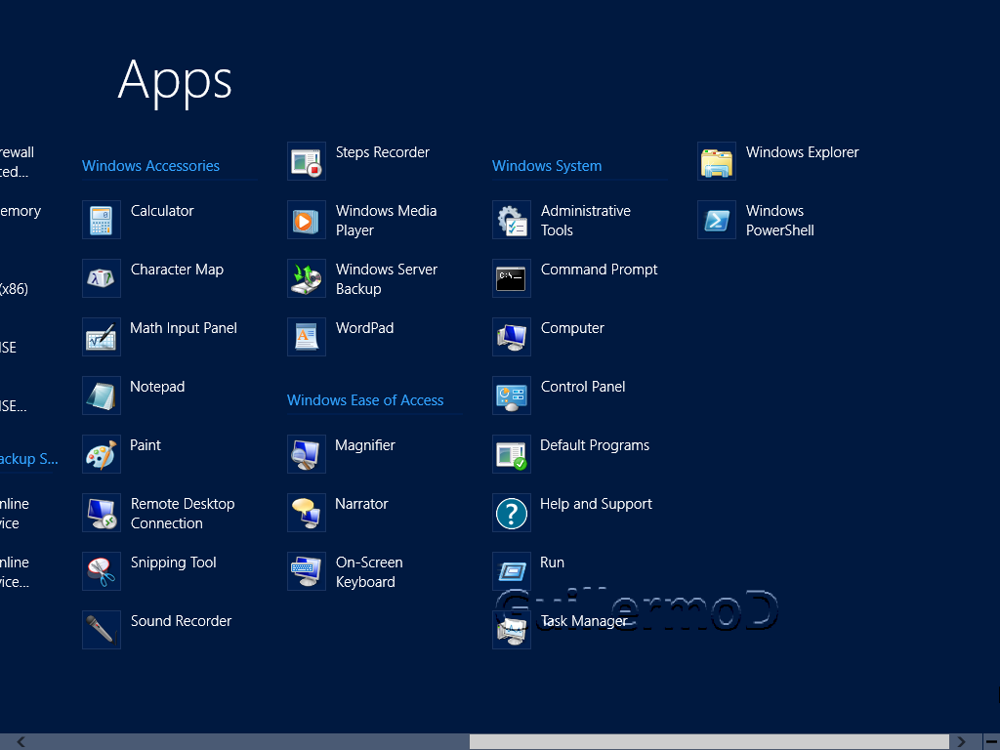 Apps
rewall
ced...
emory
(x86)
ISE
ISE...
ackup S...
nline
vice
nline
vice...
Windows Accessories
Calculator
Character Map
Math Input Panel
Notepad
Paint
Remote Desktop
Connection
Snipping Tool
Sound Recorder
Steps Recorder
Windows Media
Player
Windows Server
Backup
WordPad
Windows Ease of Access
Magnifier
Narrator
On-Screen
Keyboard
Windows System
Administrative
Tools
C:\_
Command Prompt
Computer
Control Panel
Default Programs
Help and Support
Run
GuillermoD
Task Manager
Windows Explorer
Windows
PowerShell